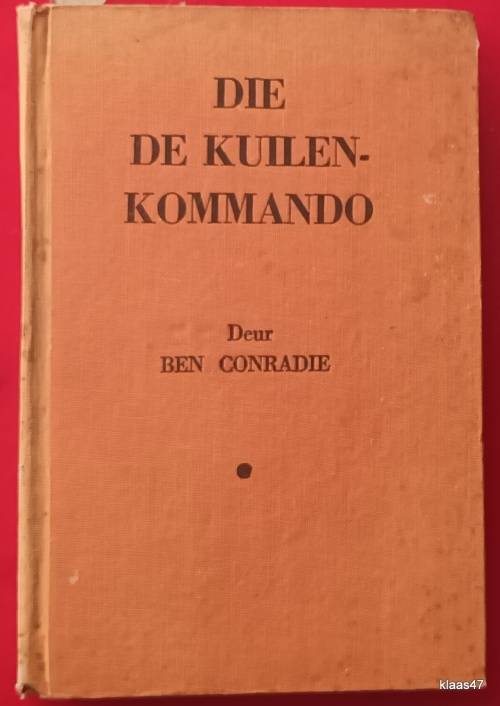 DIE
DE KUILEN-
KOMMANDO
Deur
BEN CONRADIE
klaas47